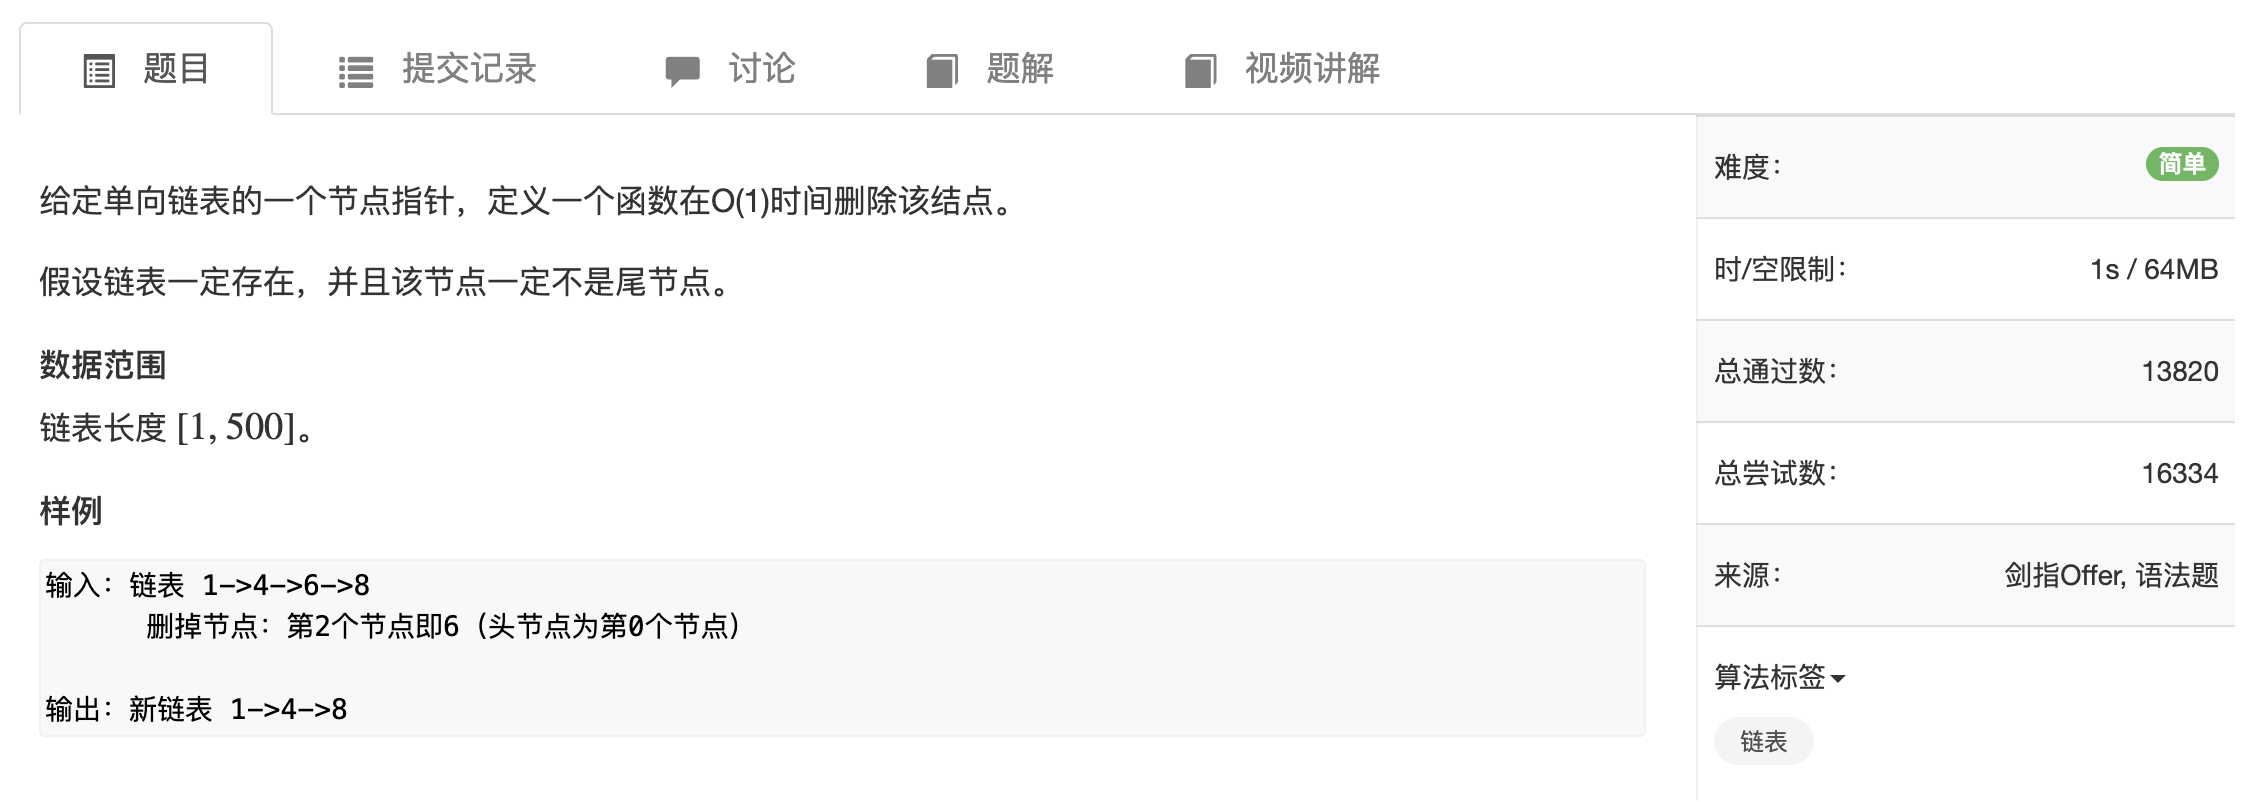 题目 提交记录 讨论 题解 视频讲解
给定单向链表的一个节点指针，定义一个函数在O(1)时间删除该结点。
假设链表一定存在，并且该节点一定不是尾节点。
数据范围
链表长度 [1, 500]。
样例
输入：链表 1->4->6->8
删掉节点：第2个节点即6（头节点为第0个节点）
输出：新链表 1->4->8
难度： 简单
时/空限制： 1s / 64MB
总通过数： 13820
总尝试数： 16334
来源： 剑指Offer, 语法题
算法标签
链表